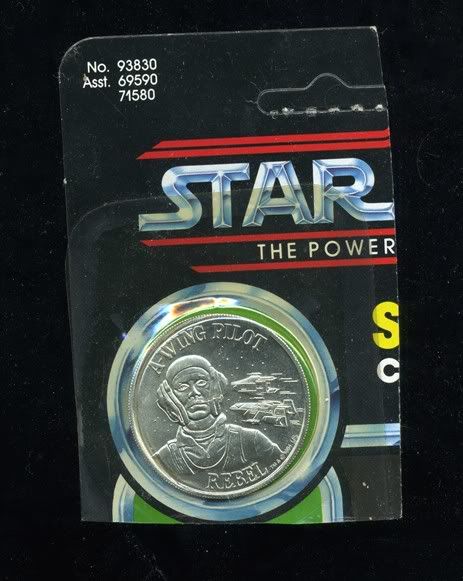 No. 93830
Asst. 69590
71580
STAR
THE POWER
S
C
A-WING PILOT
REBEL